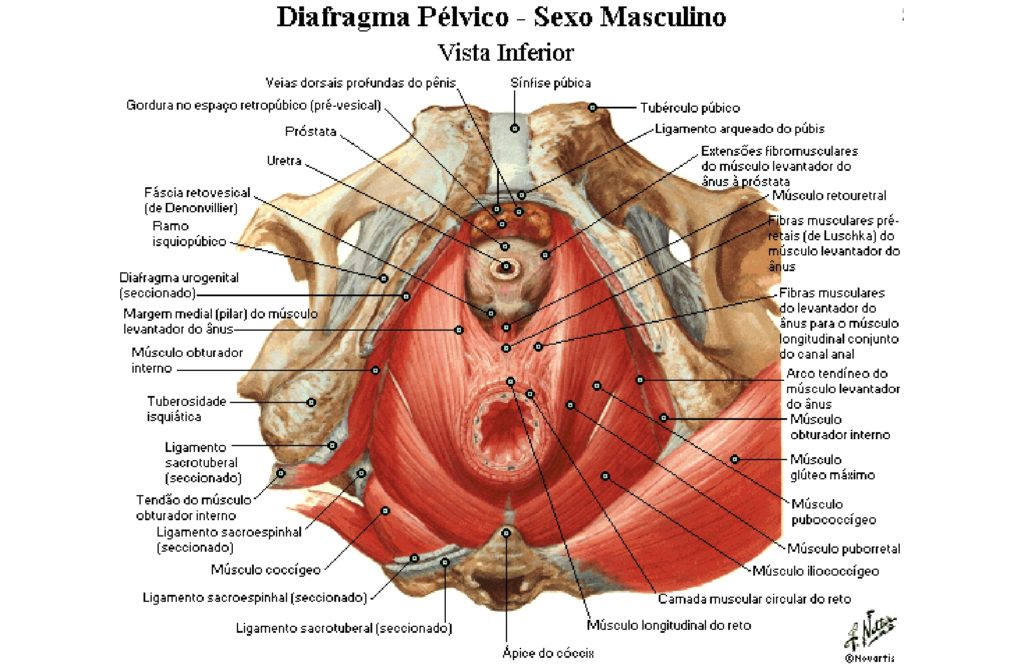 Diafragma Pélvico - Sexo Masculino
Vista Inferior
Veias dorsais profundas do pênis
Sínfise púbica
Gordura no espaço retropúbico (pré-vesical)
Tubérculo púbico
Próstata
Ligamento arqueado do púbis
Uretra
Extensões fibromusculares
do músculo levantador do
ânus à próstata
Fáscia retovesical
(de Denonvillier)
Músculo retouretral
Ramo
isquiopúbico
Fibras musculares pré-
retais (de Luschka) do
músculo levantador do
ânus
Diafragma urogenital
(seccionado)
Fibras musculares
do levantador do
ânus para o músculo
longitudinal conjunto
do canal anal
Margem medial (pilar) do músculo
levantador do ânus
Músculo obturador
interno
Arco tendíneo do
músculo levantador
do ânus
Tuberosidade
isquiática
Músculo
obturador interno
Ligamento
sacrotuberal
(seccionado)
Músculo
glúteo máximo
Tendão do músculo
obturador interno
Músculo
pubococcígeo
Ligamento sacroespinhal
(seccionado)
Músculo puborretal
Músculo coccígeo
Músculo iliococcígeo
Ligamento sacroespinhal (seccionado)
Camada muscular circular do reto
Ligamento sacrotuberal (seccionado)
Músculo longitudinal do reto
Ápice do cóccix
F. Netter
©Novartis